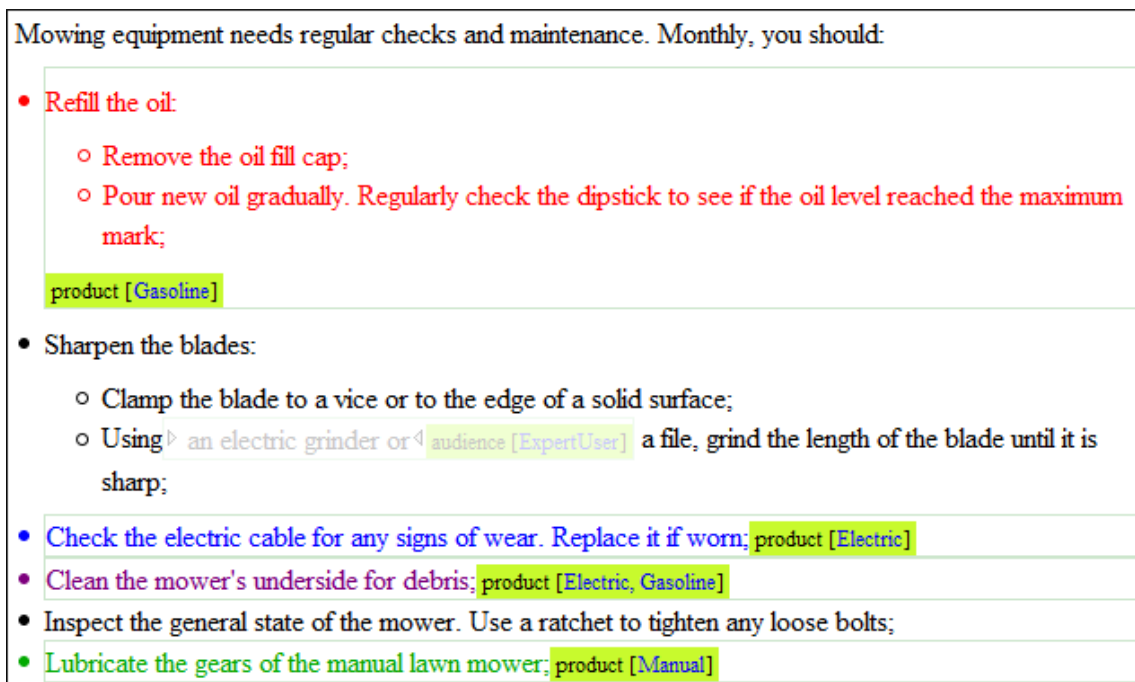 Mowing equipment needs regular checks and maintenance. Monthly, you should:
Refill the oil:
Remove the oil fill cap;
Pour new oil gradually. Regularly check the dipstick to see if the oil level reached the maximum
mark;
product [Gasoline]
Sharpen the blades:
Clamp the blade to a vice or to the edge of a solid surface;
Using an electric grinder or audience [ExpertUser] a file, grind the length of the blade until it is
sharp;
Check the electric cable for any signs of wear. Replace it if worn; product [Electric]
Clean the mower's underside for debris; product [Electric, Gasoline]
Inspect the general state of the mower. Use a ratchet to tighten any loose bolts;
Lubricate the gears of the manual lawn mower; product [Manual]